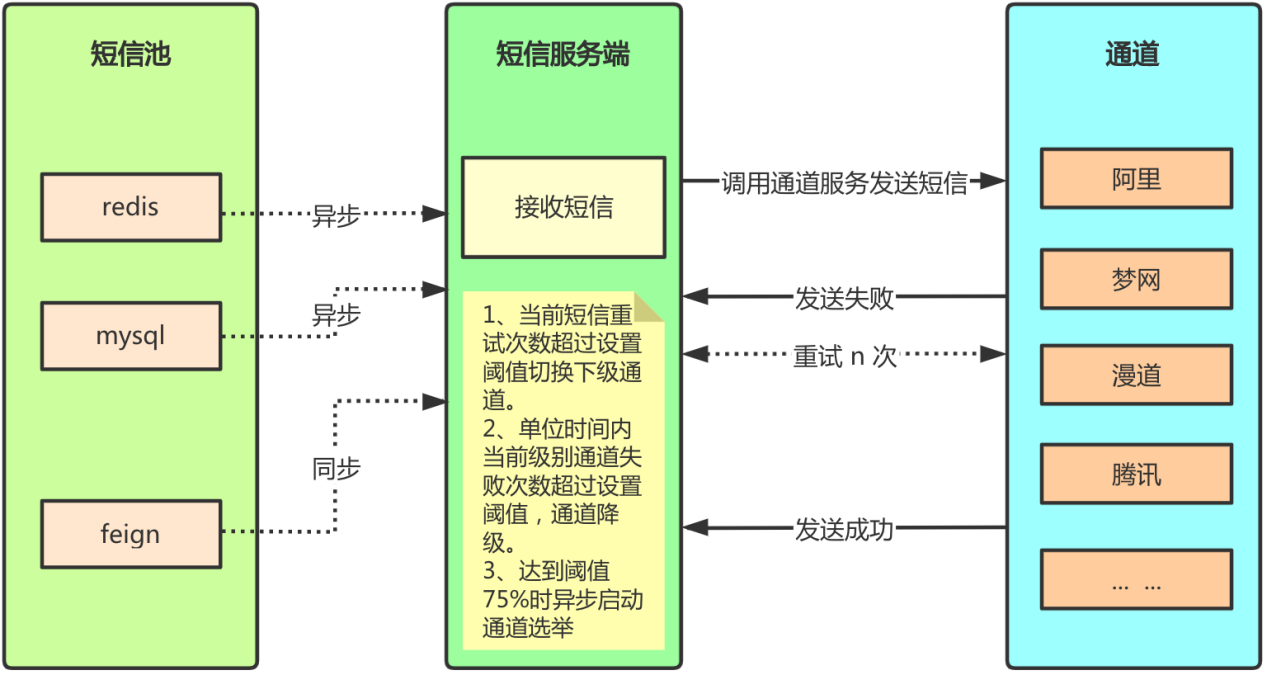 短信池
redis
mysql
feign
异步
异步
同步
短信服务端
接收短信
1、当前短信重
试次数超过设置
阈值切换下级通
道。
2、单位时间内
当前级别通道失
败次数超过设置
阈值，通道降
级。
3、达到阈值
75%时异步启动
通道选举
调用通道服务发送短信
发送失败
重试 n 次
发送成功
通道
阿里
梦网
漫道
腾讯
... ...